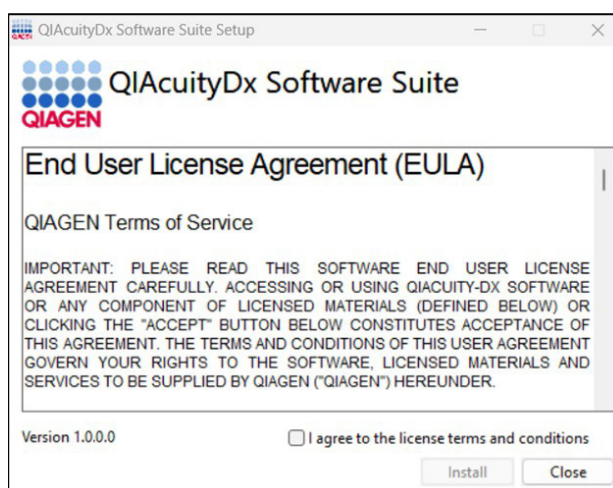 QIAGEN
QIAcuityDx Software Suite Setup
QIAcuityDx Software Suite
QIAGEN
End User License Agreement (EULA)
QIAGEN Terms of Service
IMPORTANT: PLEASE READ THIS SOFTWARE END USER LICENSE
AGREEMENT CAREFULLY. ACCESSING OR USING QIACUITY-DX SOFTWARE
OR ANY COMPONENT OF LICENSED MATERIALS (DEFINED BELOW) OR
CLICKING THE "ACCEPT" BUTTON BELOW CONSTITUTES ACCEPTANCE OF
THIS AGREEMENT. THE TERMS AND CONDITIONS OF THIS USER AGREEMENT
GOVERN YOUR RIGHTS TO THE SOFTWARE, LICENSED MATERIALS AND
SERVICES TO BE SUPPLIED BY QIAGEN ("QIAGEN") HEREUNDER.
Version 1.0.0.0
I agree to the license terms and conditions
Install
Close